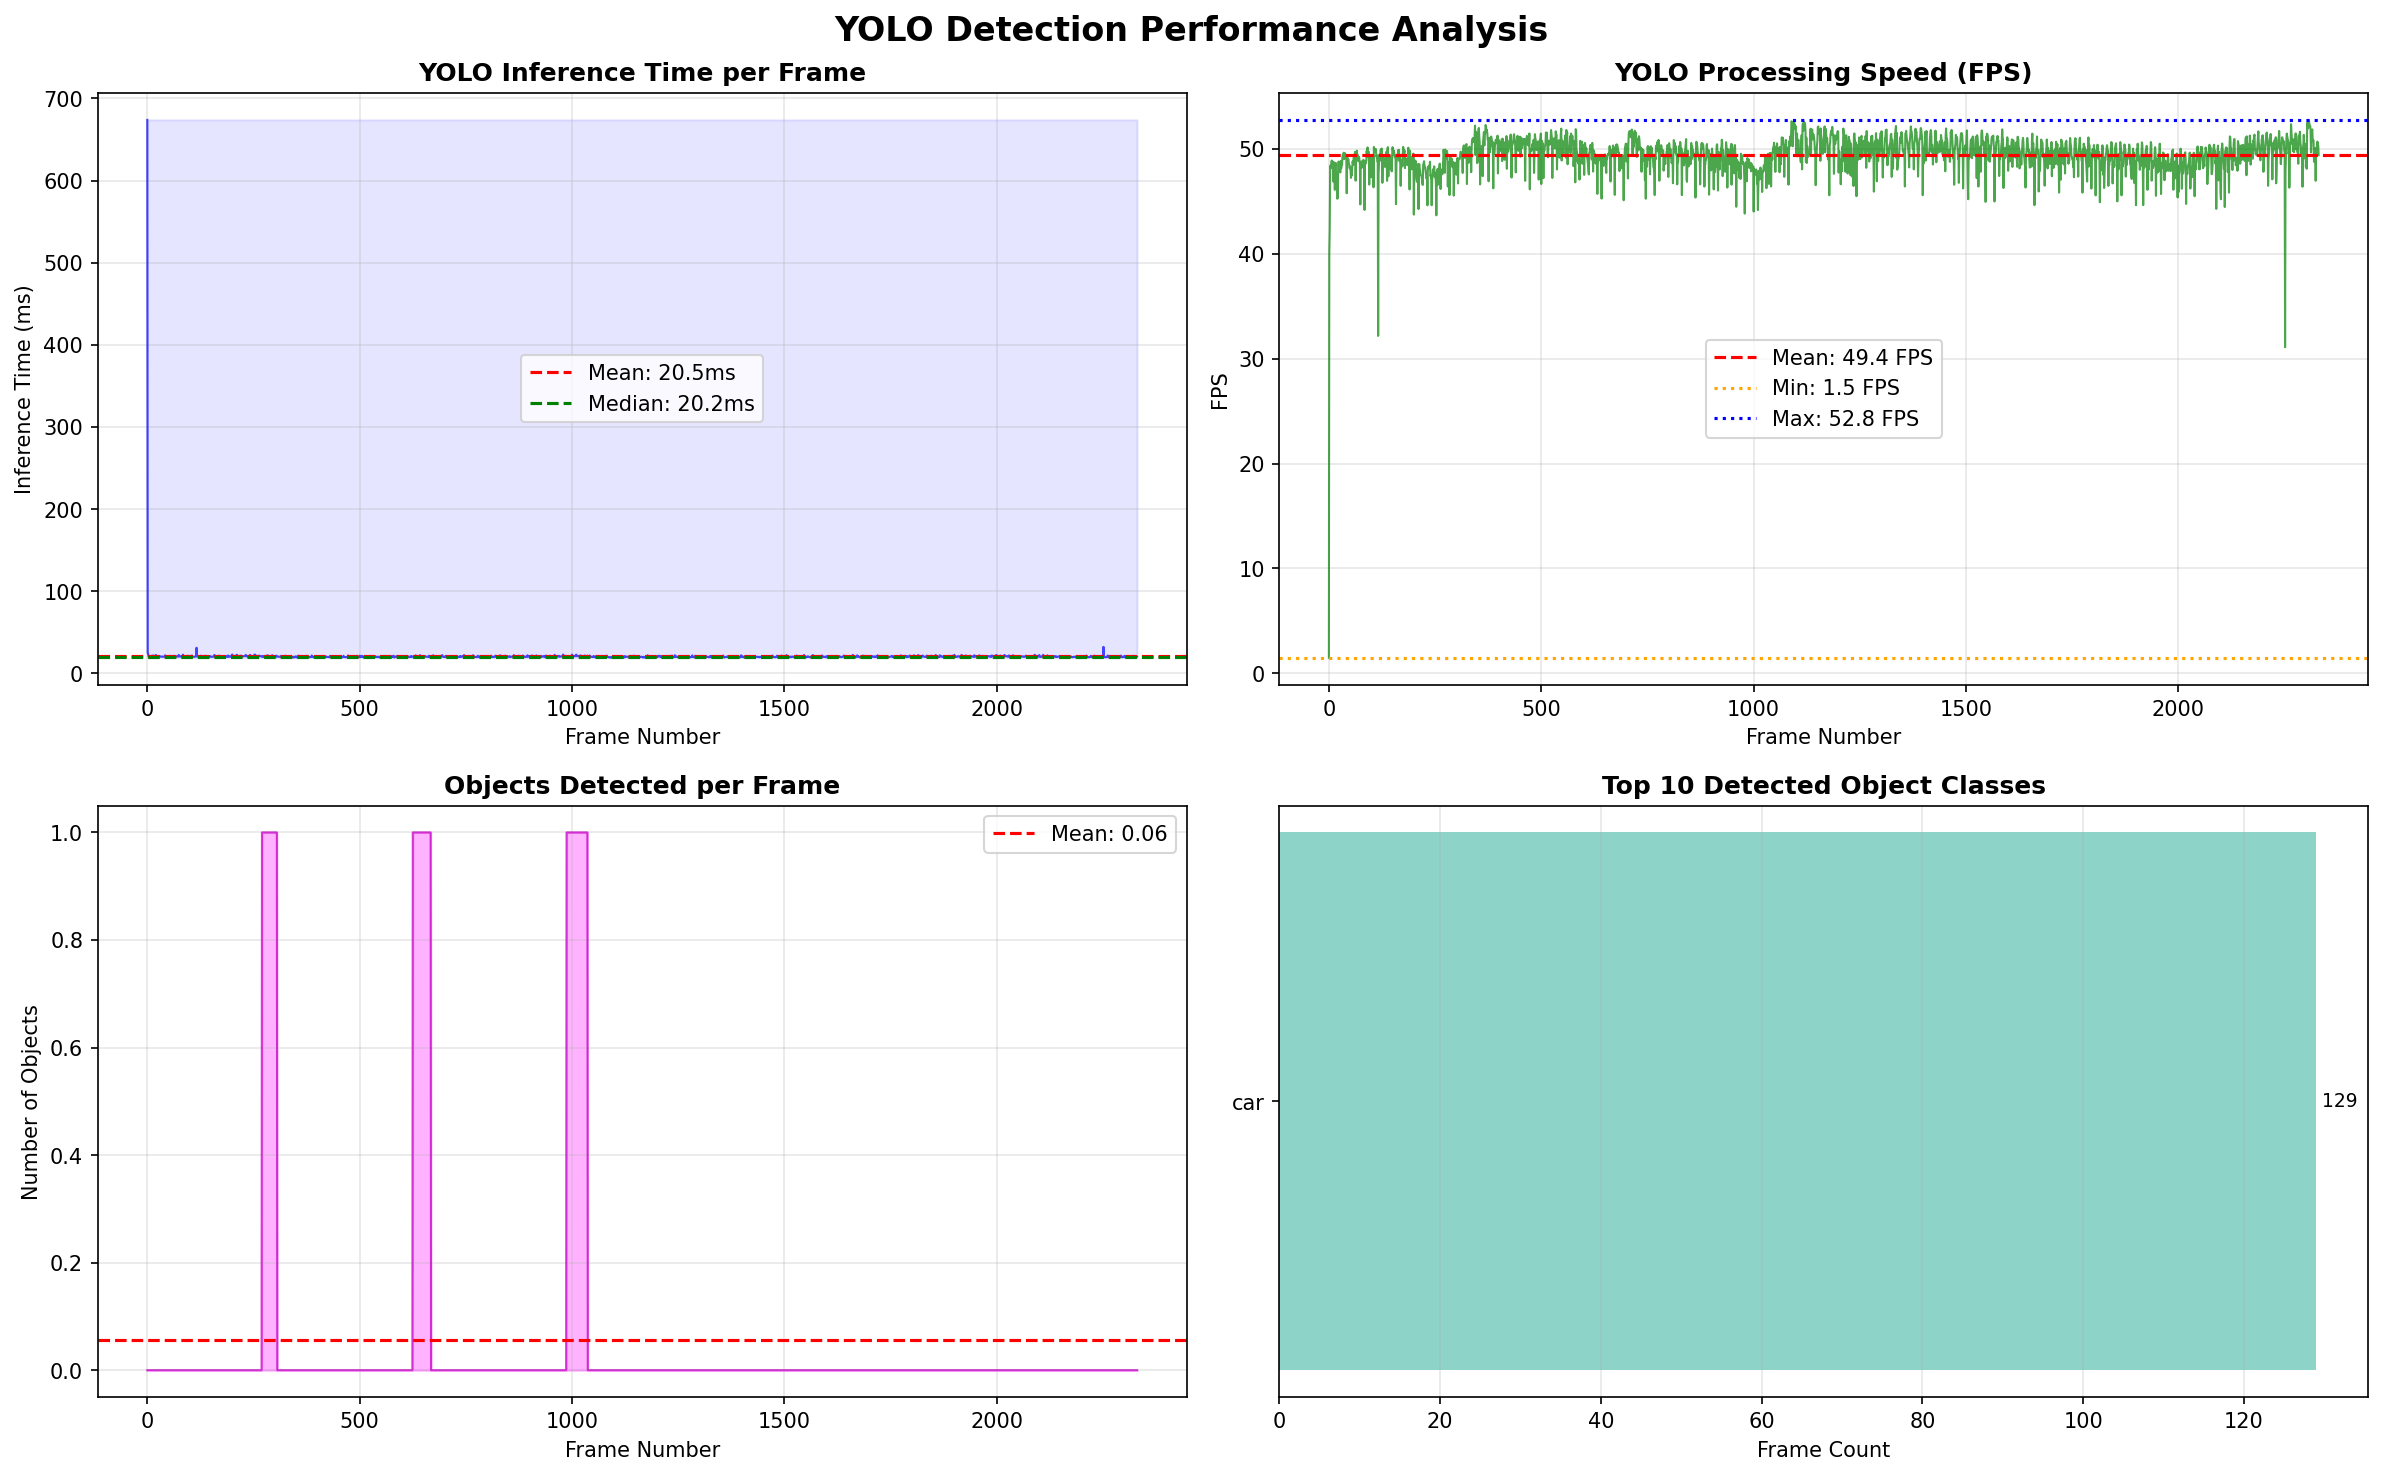 YOLO Detection Performance Analysis
YOLO Inference Time per Frame
700
600
500
400
300
200
100
0
Inference Time (ms)
Mean: 20.5ms
Median: 20.2ms
0 500 1000 1500 2000
Frame Number
YOLO Processing Speed (FPS)
50
40
30
20
10
0
FPS
Mean: 49.4 FPS
Min: 1.5 FPS
Max: 52.8 FPS
0 500 1000 1500 2000
Frame Number
Objects Detected per Frame
1.0
0.8
0.6
0.4
0.2
0.0
Number of Objects
Mean: 0.06
0 500 1000 1500 2000
Frame Number
Top 10 Detected Object Classes
car
129
0 20 40 60 80 100 120
Frame Count